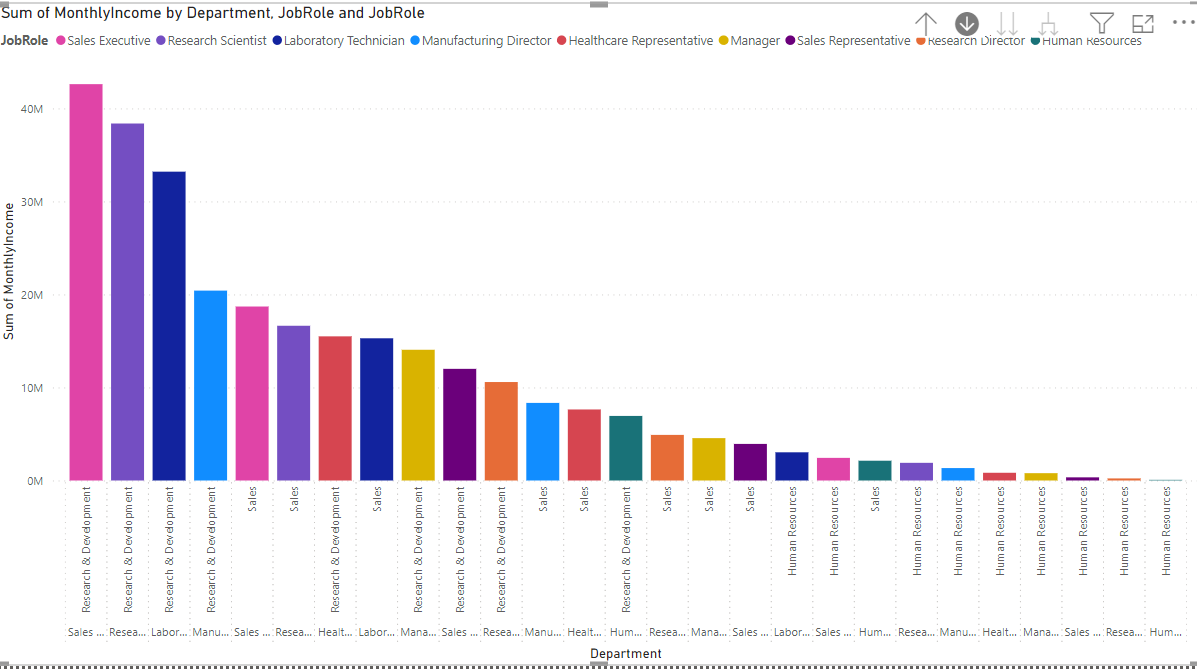 Sum of MonthlyIncome by Department, JobRole and JobRole
JobRole Sales Executive Research Scientist Laboratory Technician Manufacturing Director Healthcare Representative Manager Sales Representative Research Director Human Resources
Sum of MonthlyIncome
40M
30M
20M
10M
0M
Research & Development
Research & Development
Research & Development
Research & Development
Sales
Sales
Research & Development
Sales
Research & Development
Research & Development
Research & Development
Sales
Sales
Research & Development
Sales
Sales
Sales
Human Resources
Human Resources
Sales
Human Resources
Human Resources
Human Resources
Human Resources
Human Resources
Human Resources
Human Resources
Sales ... Resea... Labor... Manu... Sales ... Resea... Healt... Labor... Mana... Sales ... Resea... Manu... Healt... Hum... Resea... Mana... Sales ... Labor... Sales ... Hum... Resea... Manu... Healt... Mana... Sales ... Resea... Hum...
Department